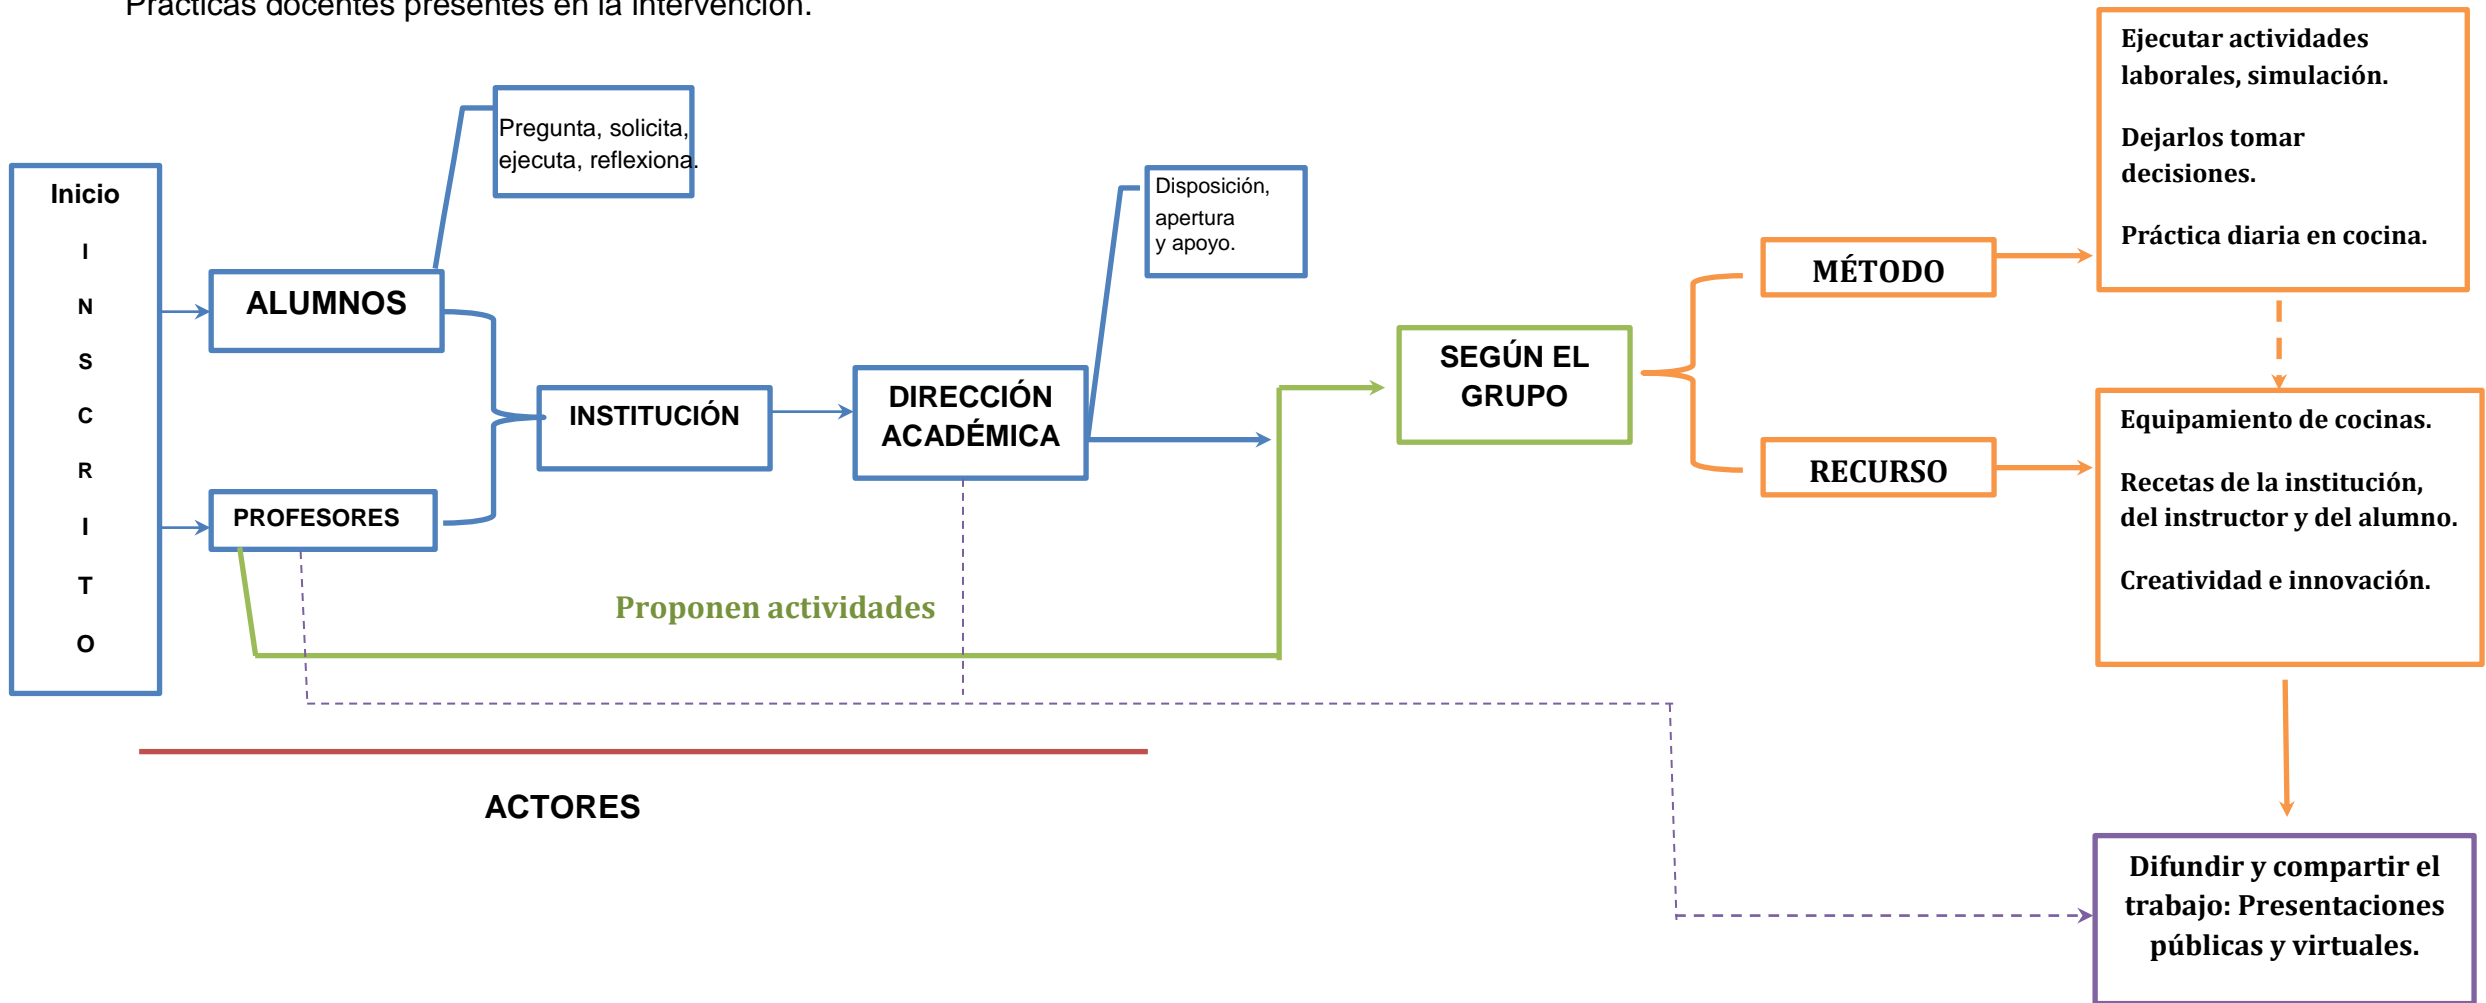 Prácticas docentes presentes en la intervención.
Inicio
I
N
S
C
R
I
T
O
ALUMNOS
PROFESORES
Pregunta, solicita,
ejecuta, reflexiona.
INSTITUCIÓN
DIRECCIÓN
ACADÉMICA
Disposición,
apertura
y apoyo.
Proponen actividades
ACTORES
SEGÚN EL
GRUPO
MÉTODO
RECURSO
Ejecutar actividades
laborales, simulación.
Dejarlos tomar
decisiones.
Práctica diaria en cocina.
Equipamiento de cocinas.
Recetas de la institución,
del instructor y del alumno.
Creatividad e innovación.
Difundir y compartir el
trabajo: Presentaciones
públicas y virtuales.